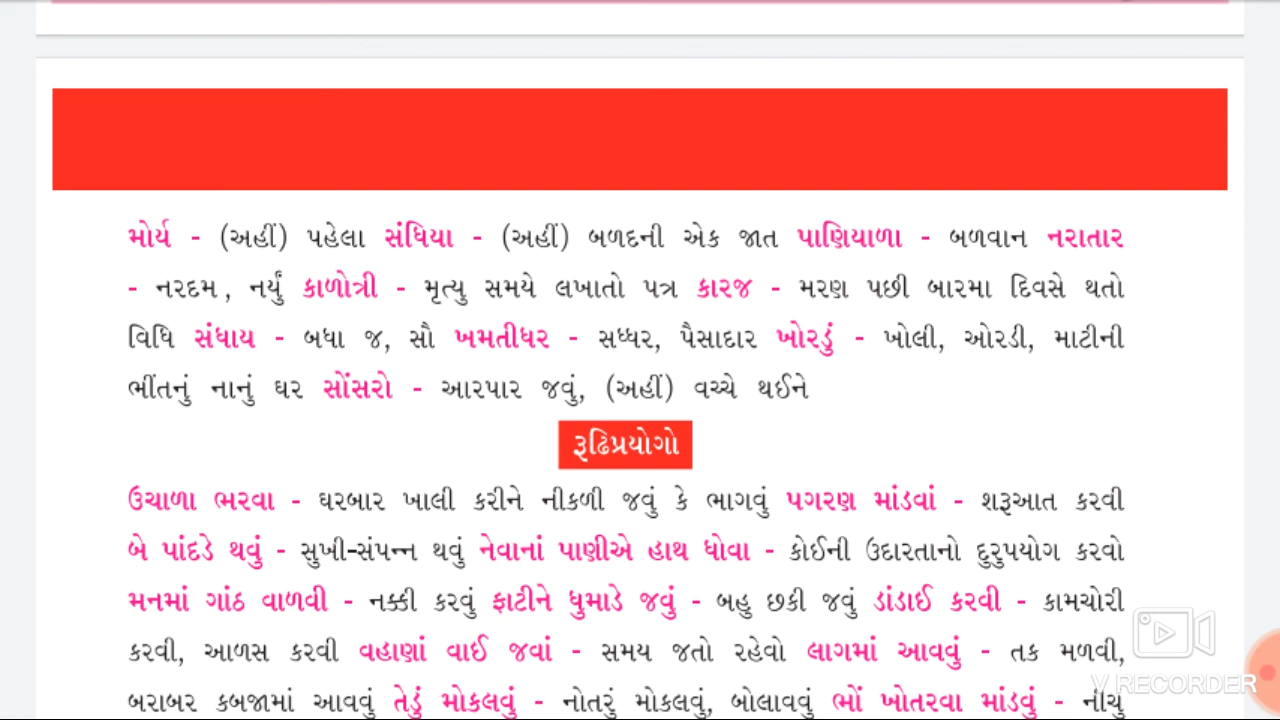 મોર્ય - (અહીં) પહેલા સંધિયા - (અહીં) બળદની એક જાત પાણિયાળા - બળવાન નરાતાર
- નરદમ, નર્યું કાળોત્રી - મૃત્યુ સમયે લખાતો પત્ર કારજ - મરણ પછી બારમા દિવસે થતો
વિધિ સંધાય - બધા જ, સૌ ખમતીધર - સધ્ધર, પૈસાદાર ખોરડું - ખોલી, ઓરડી, માટીની
ભીંતનું નાનું ઘર સોંસરો - આરપાર જવું, (અહીં) વચ્ચે થઈને
રૂઢિપ્રયોગો
ઉચાળા ભરવા - ઘરબાર ખાલી કરીને નીકળી જવું કે ભાગવું પગરણ માંડવાં - શરૂઆત કરવી
બે પાંદડે થવું - સુખી-સંપન્ન થવું નેવાનાં પાણીએ હાથ ધોવા - કોઈની ઉદારતાનો દુરુપયોગ કરવો
મનમાં ગાંઠ વાળવી - નક્કી કરવું ફાટીને ધુમાડે જવું - બહુ છકી જવું ડાંડાઈ કરવી - કામચોરી
કરવી, આળસ કરવી વહાણાં વાઈ જવાં - સમય જતો રહેવો લાગમાં આવવું - તક મળવી,
બરાબર કબજામાં આવવું તેડું મોકલવું - નોતરું મોકલવું, બોલાવવું ભોં ખોતરવા માંડવું - નીચું
V RECORDER